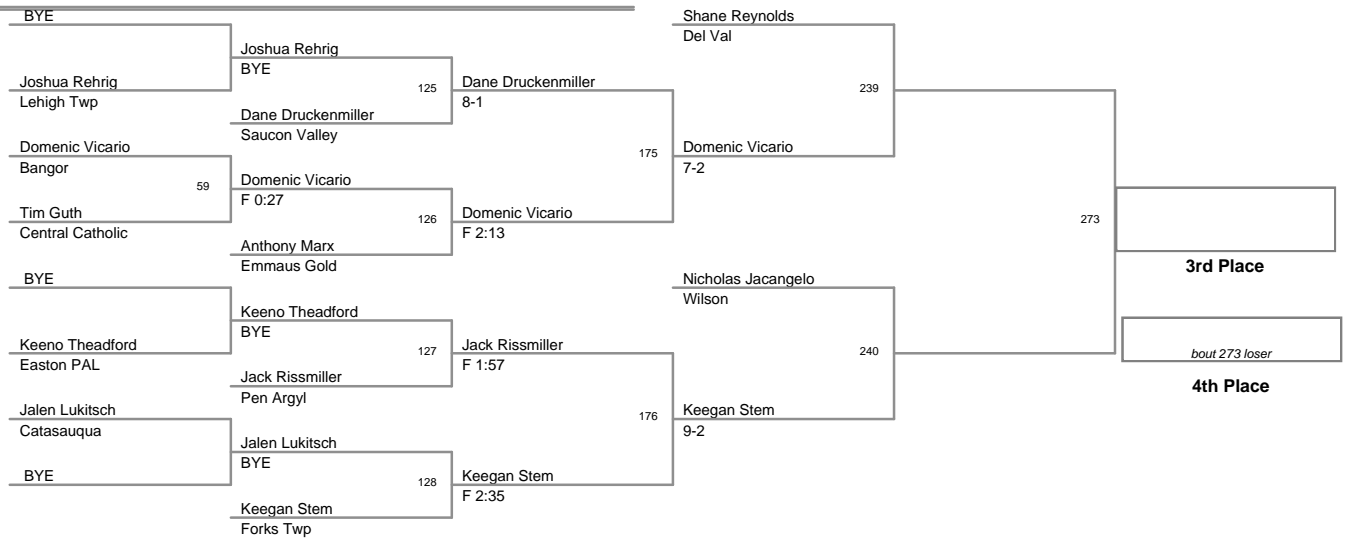 BYE
Joshua Rehrig
Lehigh Twp
Domenic Vicario
Bangor
59
Tim Guth
Central Catholic
BYE
Keeno Theadford
Easton PAL
Jalen Lukitsch
Catasauqua
BYE
Joshua Rehrig
BYE
125
Dane Druckenmiller
Saucon Valley
Domenic Vicario
F 0:27
126
Anthony Marx
Emmaus Gold
Keeno Theadford
BYE
127
Jack Rissmiller
Pen Argyl
Jalen Lukitsch
BYE
128
Keegan Stem
Forks Twp
Dane Druckenmiller
8-1
175
Domenic Vicario
F 2:13
Jack Rissmiller
F 1:57
176
Keegan Stem
F 2:35
Shane Reynolds
Del Val
239
Domenic Vicario
7-2
Nicholas Jacangelo
Wilson
240
Keegan Stem
9-2
273
3rd Place
bout 273 loser
4th Place